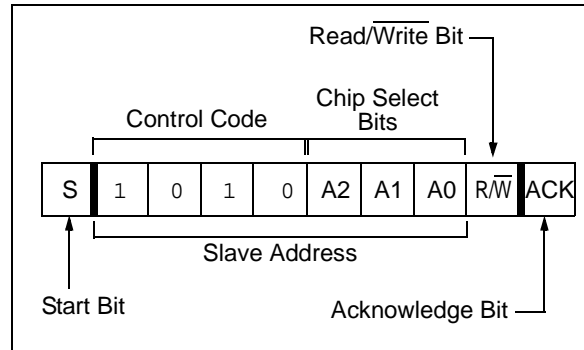 Read/Write Bit
Chip Select
Bits
Control Code
S 1 0 1 0 A2 A1 A0 R/W ACK
Slave Address
Start Bit
Acknowledge Bit